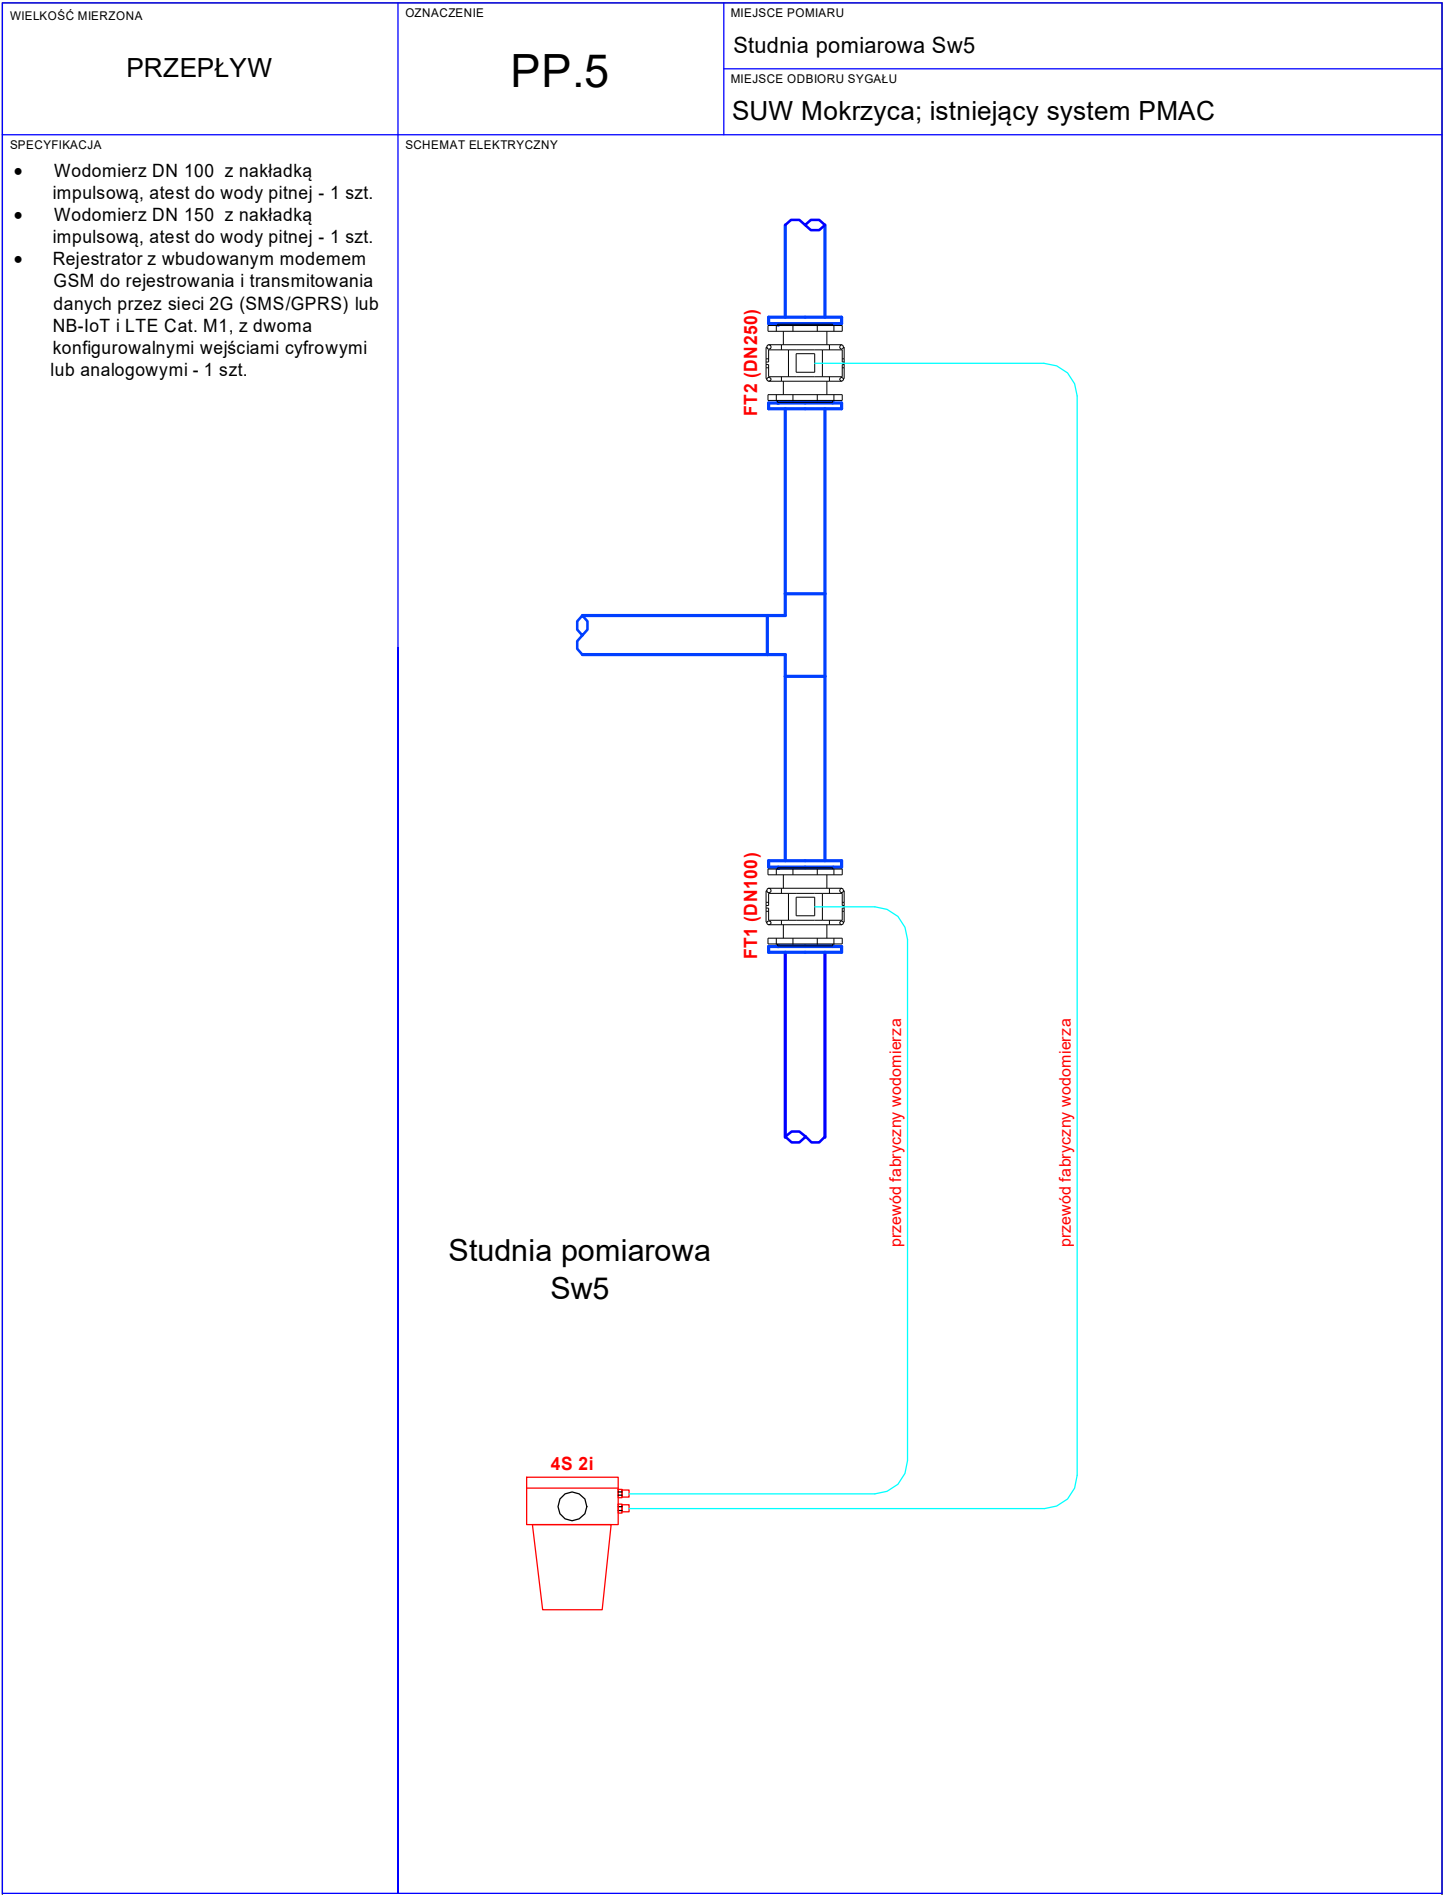 WIELKOŚĆ MIERZONA
PRZEPŁYW
OZNACZENIE
PP.5
MIEJSCE POMIARU
Studnia pomiarowa Sw5
MIEJSCE ODBIORU SYGAŁU
SUW Mokrzyca; istniejący system PMAC
SPECYFIKACJA
• Wodomierz DN 100 z nakładką
impulsową, atest do wody pitnej - 1 szt.
• Wodomierz DN 150 z nakładką
impulsową, atest do wody pitnej - 1 szt.
• Rejestrator z wbudowanym modemem
GSM do rejestrowania i transmitowania
danych przez sieci 2G (SMS/GPRS) lub
NB-IoT i LTE Cat. M1, z dwoma
konfigurowalnymi wejściami cyfrowymi
lub analogowymi - 1 szt.
SCHEMAT ELEKTRYCZNY
FT2 (DN250)
FT1 (DN100)
przewód fabryczny wodomierza
przewód fabryczny wodomierza
Studnia pomiarowa
Sw5
4S 2i